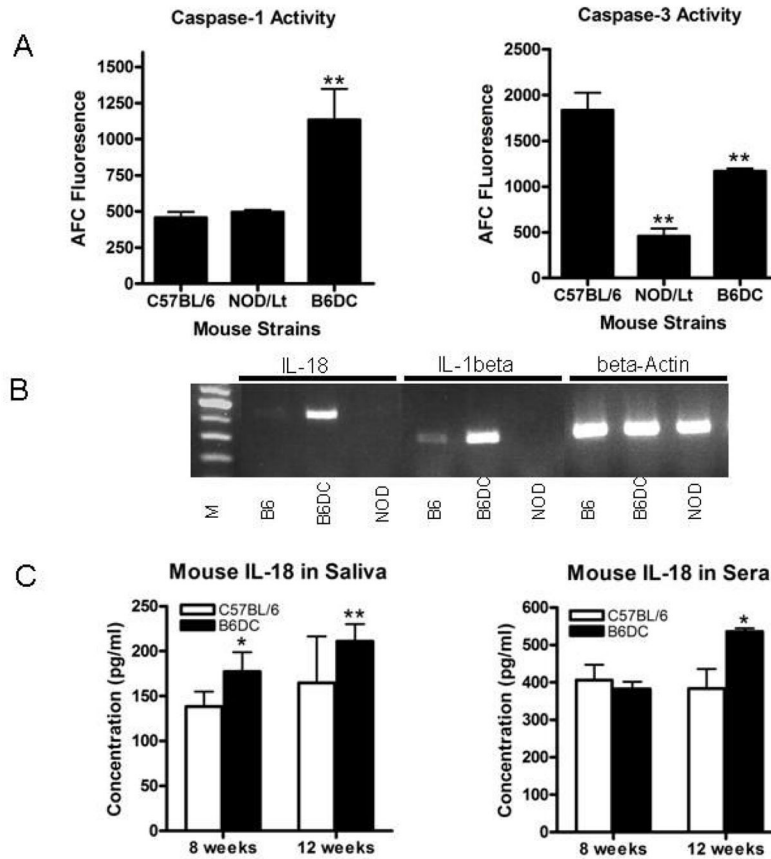 A
Caspase-1 Activity
AFC Fluoresence
1500
1250
1000
750
500
250
0
**
C57BL/6 NOD/Lt B6DC
Mouse Strains
Caspase-3 Activity
AFC FLuoresence
2500
2000
1500
1000
500
0
**
**
C57BL/6 NOD/Lt B6DC
Mouse Strains
B
IL-18 IL-1beta beta-Actin
M B6 B6DC NOD B6 B6DC NOD B6 B6DC NOD
C
Mouse IL-18 in Saliva
Concentration (pg/ml)
250
200
150
100
50
0
C57BL/6
B6DC
*
**
8 weeks 12 weeks
Mouse IL-18 in Sera
Concentration (pg/ml)
600
500
400
300
200
100
0
C57BL/6
B6DC
*
8 weeks 12 weeks